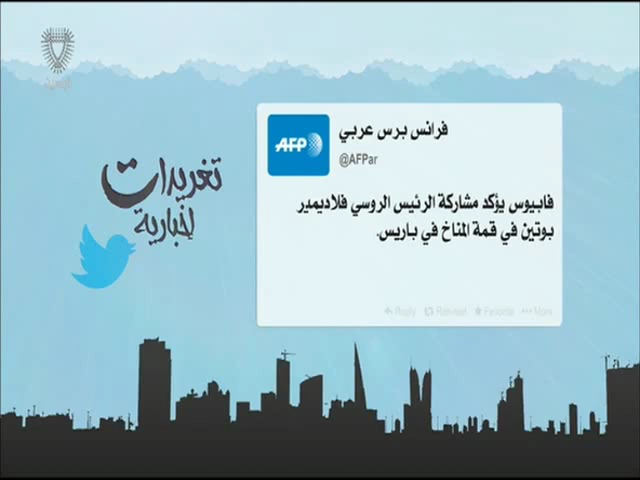 تغريدات
إخبارية
AFP
فرانس برس عربي
@AFPar
فابيوس يؤكد مشاركة الرئيس الروسي فلاديمير
بوتين في قمة المناخ في باريس.
Reply Retweet Favorite More